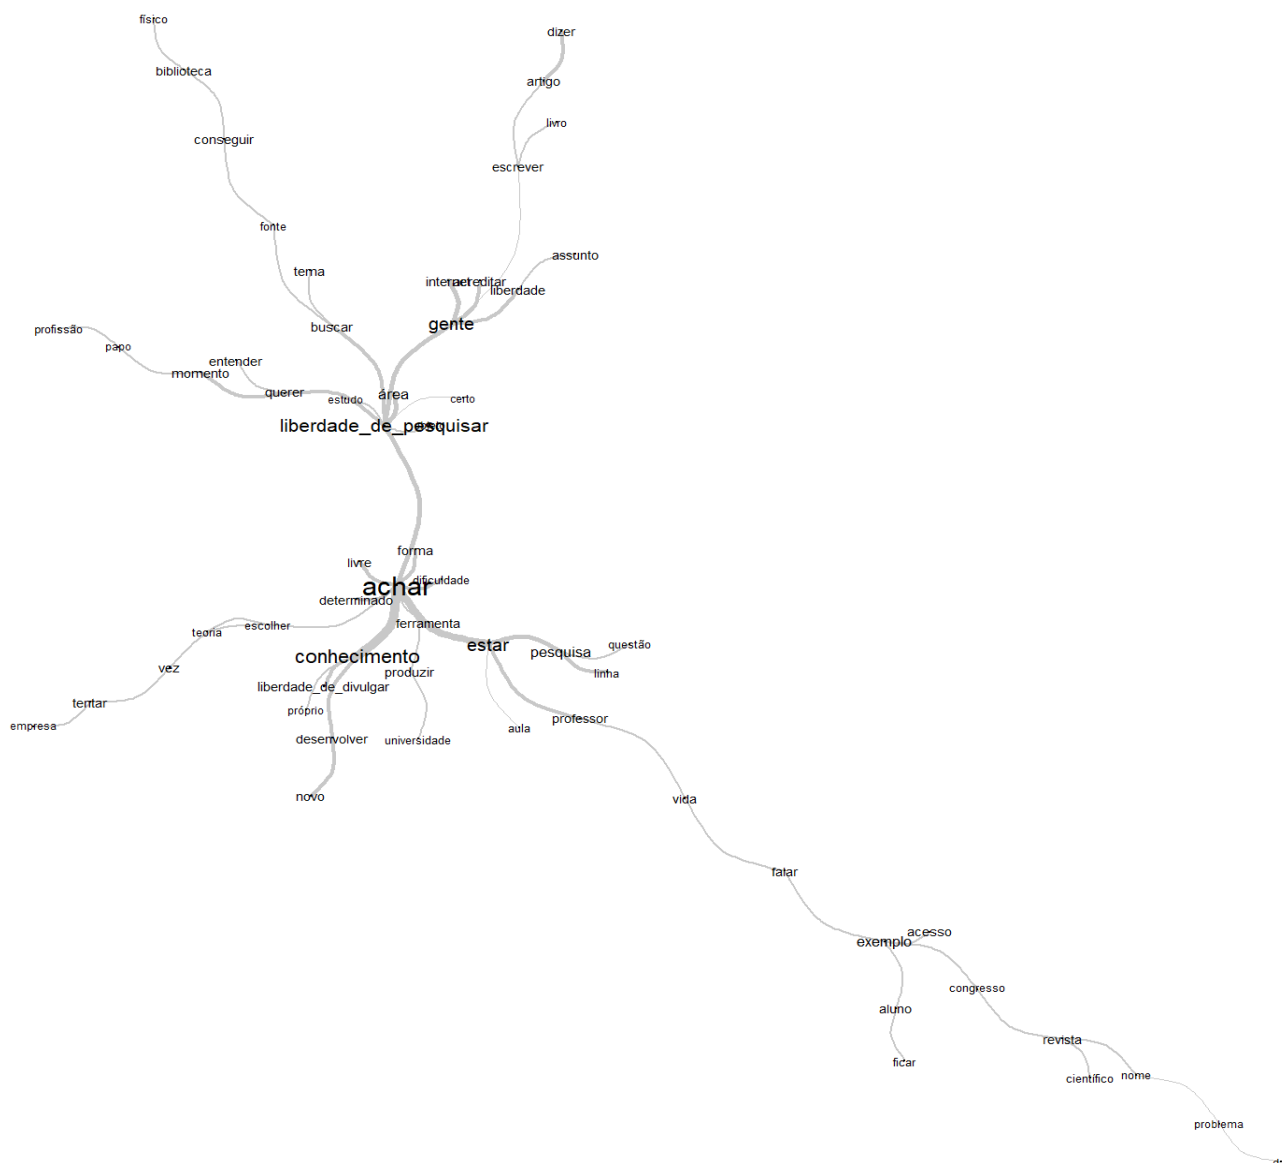 físico
dizer
biblioteca
artigo
livro
conseguir
escrever
fonte
assunto
tema
internet
acreditar
liberdade
gente
buscar
profissão
papo
entender
momento
querer
área
estudo
certo
liberdade_de_pesquisar
forma
livre
dificuldade
achar
determinado
ferramenta
escolher
teoria
estar
questão
pesquisa
conhecimento
vez
produzir
linha
liberdade_de_divulgar
tentar
próprio
professor
empresa
aula
desenvolver
universidade
novo
vida
falar
acesso
exemplo
congresso
aluno
revista
ficar
científico
nome
problema